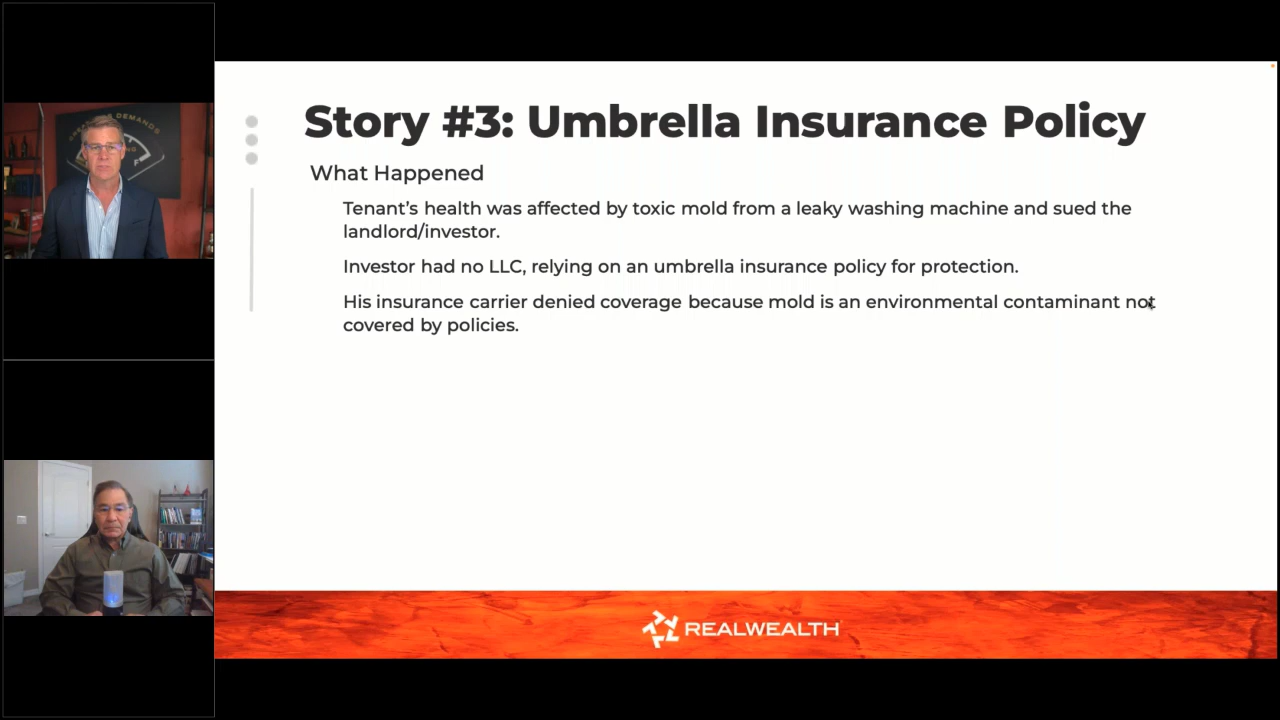 Story #3: Umbrella Insurance Policy
What Happened
Tenant's health was affected by toxic mold from a leaky washing machine and sued the
landlord/investor.
Investor had no LLC, relying on an umbrella insurance policy for protection.
His insurance carrier denied coverage because mold is an environmental contaminant not
covered by policies.
REALWEALTH
DEMANDS